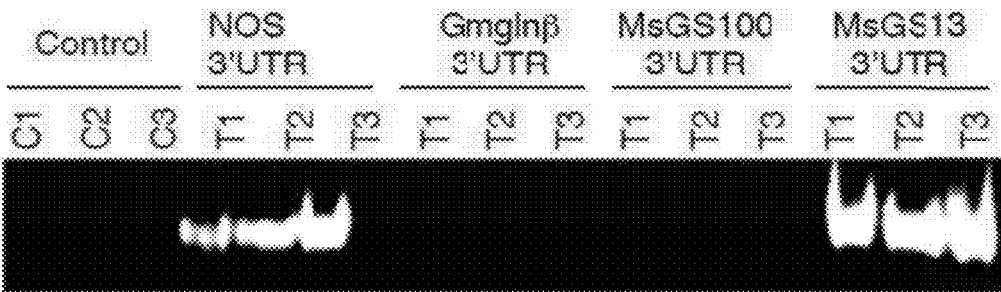 Control NOS 3'UTR Gmglnβ 3'UTR MsGS100 3'UTR MsGS13 3'UTR
C1 C2 C3 T1 T2 T3 T1 T2 T3 T1 T2 T3 T1 T2 T3